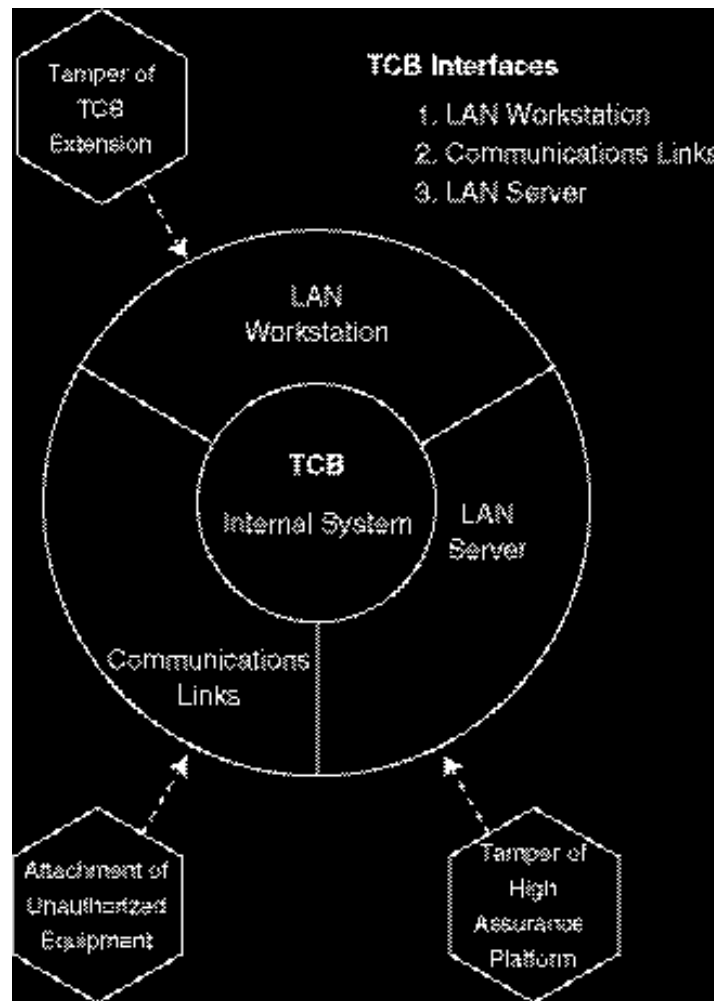 Tamper of
TCB
Extension
TCB Interfaces
1. LAN Workstation
2. Communications Links
3. LAN Server
LAN
Workstation
TCB
Internal System
LAN
Server
Communications
Links
Attachment of
Unauthorized
Equipment
Tamper of
High
Assurance
Platform